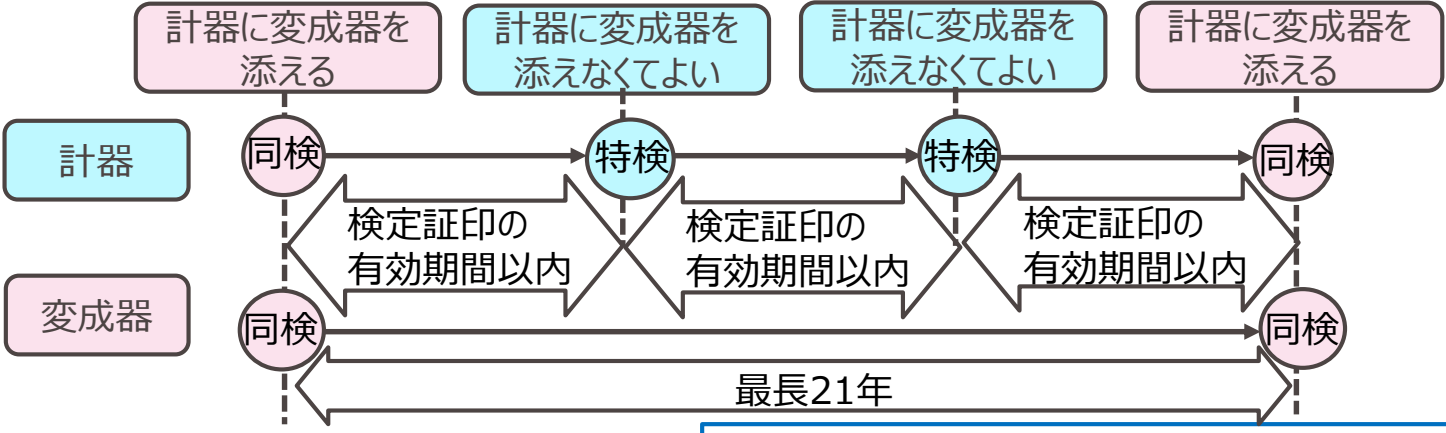 計器に変成器を
添える
計器に変成器を
添えなくてよい
計器に変成器を
添えなくてよい
計器に変成器を
添える
計器
同検
特検
特検
同検
検定証印の
有効期間以内
検定証印の
有効期間以内
検定証印の
有効期間以内
変成器
同検
同検
最長21年